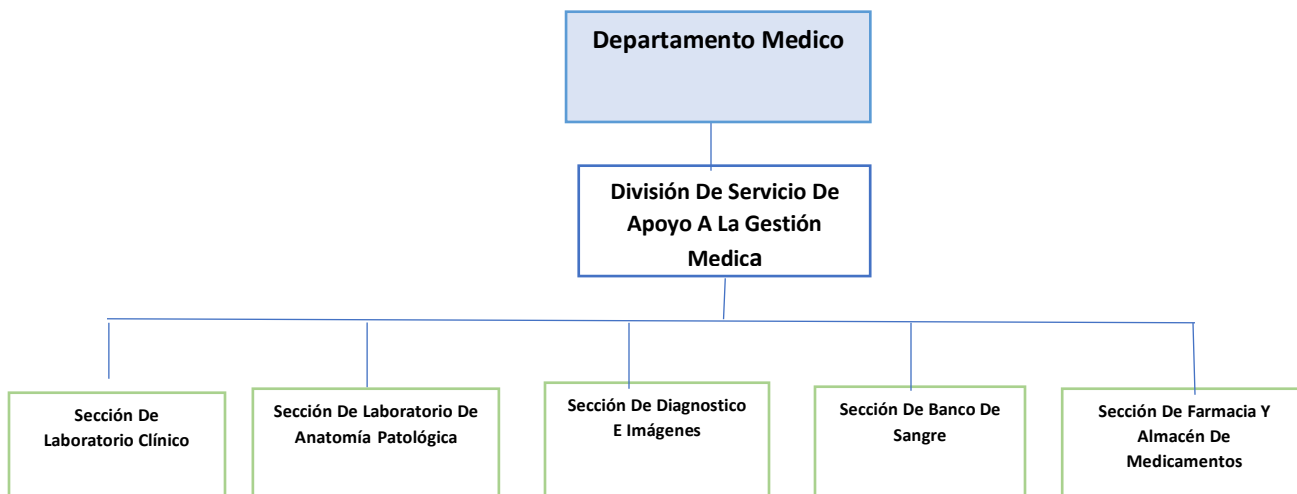 Departamento Medico
División De Servicio De
Apoyo A La Gestión
Medica
Sección De
Laboratorio Clínico
Sección De Laboratorio De
Anatomía Patológica
Sección De Diagnostico
E Imágenes
Sección De Banco De
Sangre
Sección De Farmacia Y
Almacén De
Medicamentos